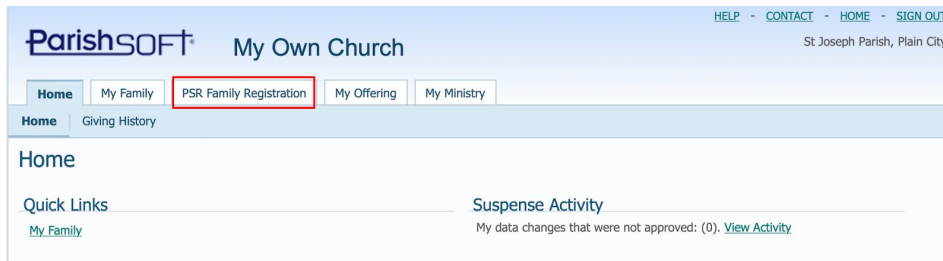 HELP - CONTACT - HOME - SIGN OUT
ParishSOFT My Own Church
St Joseph Parish, Plain City
Home My Family PSR Family Registration My Offering My Ministry
Home Giving History
Home
Quick Links
My Family
Suspense Activity
My data changes that were not approved: (0). View Activity